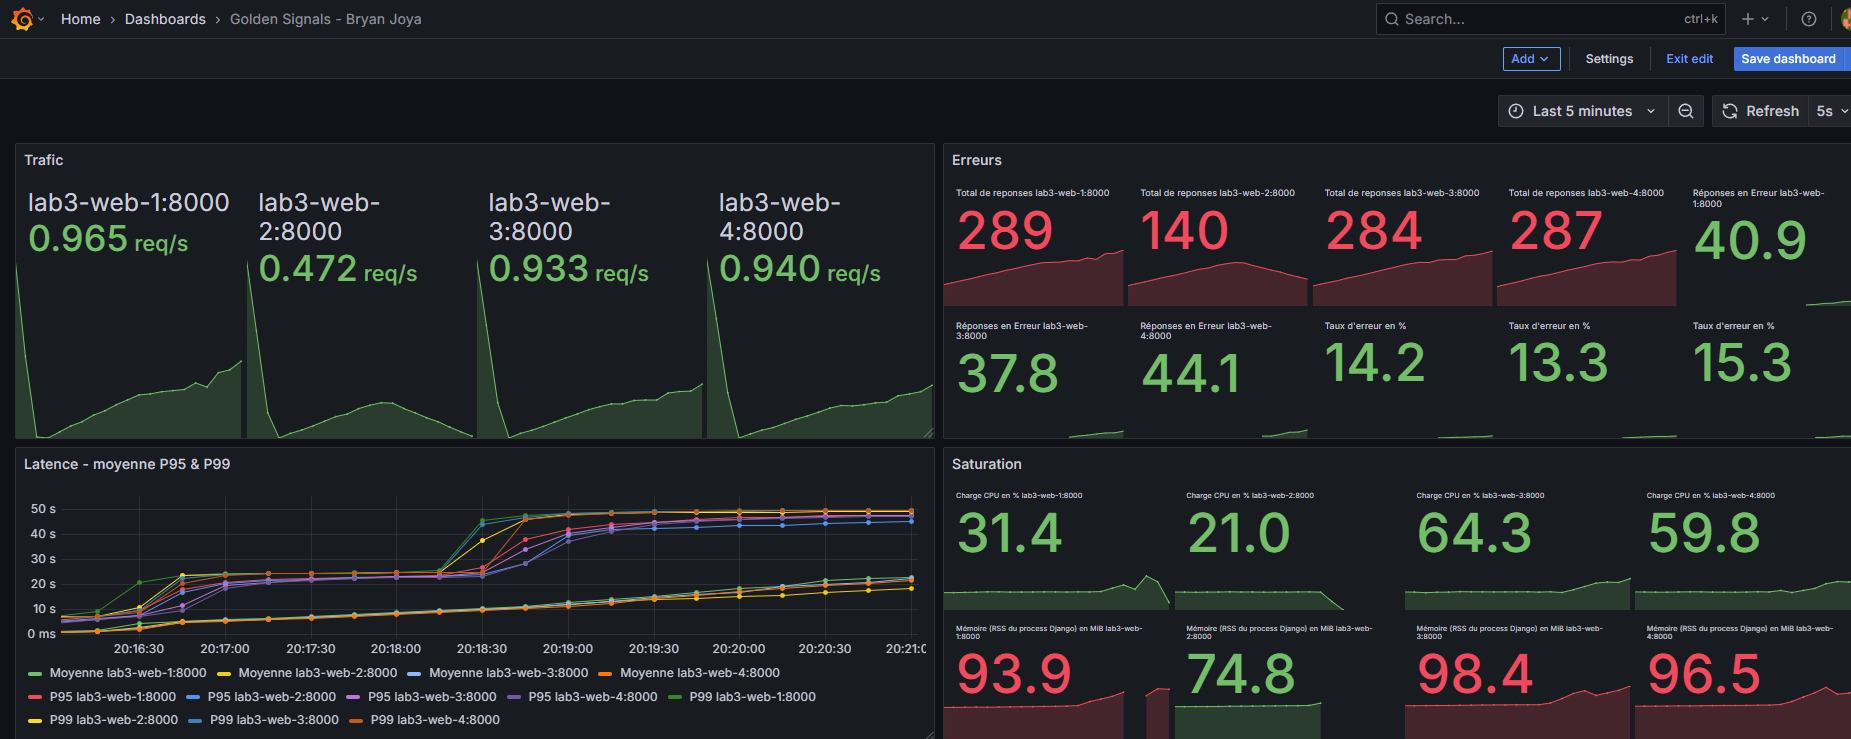 Home › Dashboards › Golden Signals - Bryan Joya
Search... ctrl+k
Add Settings Exit edit Save dashboard
Last 5 minutes Refresh 5s
Trafic
lab3-web-1:8000
0.965 req/s
lab3-web-
2:8000
0.472 req/s
lab3-web-
3:8000
0.933 req/s
lab3-web-
4:8000
0.940 req/s
Erreurs
Total de reponses lab3-web-1:8000
289
Total de reponses lab3-web-2:8000
140
Total de reponses lab3-web-3:8000
284
Total de reponses lab3-web-4:8000
287
Réponses en Erreur lab3-web-
1:8000
40.9
Réponses en Erreur lab3-web-
3:8000
37.8
Réponses en Erreur lab3-web-
4:8000
44.1
Taux d'erreur en %
14.2
Taux d'erreur en %
13.3
Taux d'erreur en %
15.3
Latence - moyenne P95 & P99
50 s
40 s
30 s
20 s
10 s
0 ms
20:16:30 20:17:00 20:17:30 20:18:00 20:18:30 20:19:00 20:19:30 20:20:00 20:20:30 20:21:0
Moyenne lab3-web-1:8000 Moyenne lab3-web-2:8000 Moyenne lab3-web-3:8000 Moyenne lab3-web-4:8000
P95 lab3-web-1:8000 P95 lab3-web-2:8000 P95 lab3-web-3:8000 P95 lab3-web-4:8000 P99 lab3-web-1:8000
P99 lab3-web-2:8000 P99 lab3-web-3:8000 P99 lab3-web-4:8000
Saturation
Charge CPU en % lab3-web-1:8000
31.4
Charge CPU en % lab3-web-2:8000
21.0
Charge CPU en % lab3-web-3:8000
64.3
Charge CPU en % lab3-web-4:8000
59.8
Mémoire (RSS du process Django) en MiB lab3-web-
1:8000
93.9
Mémoire (RSS du process Django) en MiB lab3-web-
2:8000
74.8
Mémoire (RSS du process Django) en MiB lab3-web-
3:8000
98.4
Mémoire (RSS du process Django) en MiB lab3-web-
4:8000
96.5